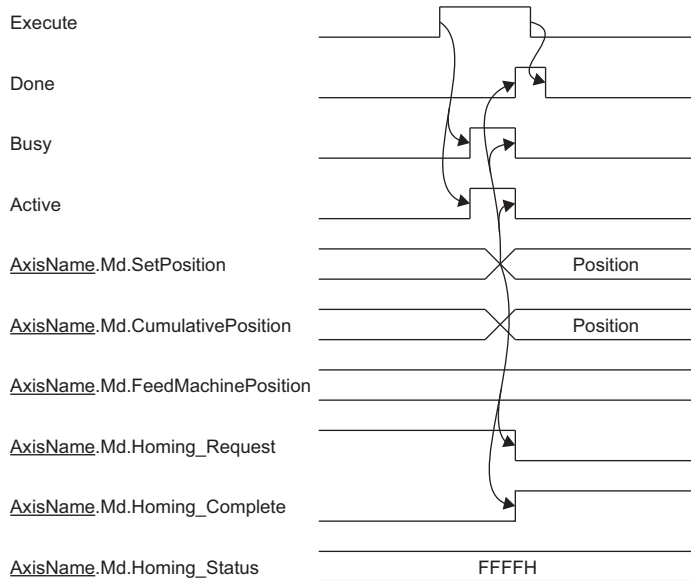 Execute
Done
Busy
Active
AxisName.Md.SetPosition
Position
AxisName.Md.CumulativePosition
Position
AxisName.Md.FeedMachinePosition
AxisName.Md.Homing_Request
AxisName.Md.Homing_Complete
AxisName.Md.Homing_Status
FFFFH